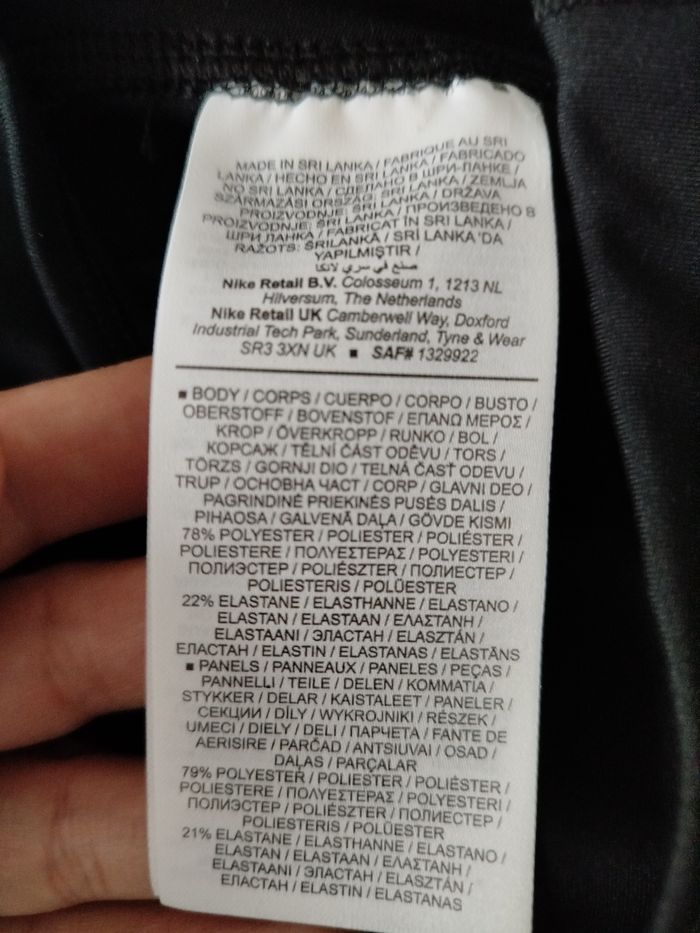 MADE IN SRI LANKA / FABRIQUE AU SRI
LANKA / HECHO EN SRI LANKA / FABRICADO
NO SRI LANKA / СДЕЛАНО В ШРИ-ЛАНКЕ /
SZÁRMAZÁSI ORSZÁG: SRI LANKA / ZEMLJA
PROIZVODNJE: ŠRI LANKA / DRŽAVA
PROIZVODNJE: ŠRI LANKA / ПРОИЗВЕДЕНО В
ШРИ ЛАНКА / FABRICAT ÎN SRI LANKA /
RAŽOTS: ŠRILANKĀ / SRİ LANKA'DA
YAPILMIŞTIR /
صنع في سري لانكا
Nike Retail B.V. Colosseum 1, 1213 NL
Hilversum, The Netherlands
Nike Retail UK Camberwell Way, Doxford
Industrial Tech Park, Sunderland, Tyne & Wear
SR3 3XN UK ■ SAF# 1329922
■ BODY / CORPS / CUERPO / CORPO / BUSTO /
OBERSTOFF / BOVENSTOF / ΕΠΑΝΩ ΜΕΡΟΣ /
KROP / ÖVERKROPP / RUNKO / BOL /
КОРСАЖ / TĚLNÍ ČÁST ODĚVU / TORS /
TÖRZS / GORNJI DIO / TELNÁ ČASŤ ODEVU /
TRUP / ОСНОВНА ЧАСТ / CORP / GLAVNI DEO /
PAGRINDINĖ PRIEKINĖS PUSĖS DALIS /
PIHAOSA / GALVENĀ DAĻA / GÖVDE KISMI
78% POLYESTER / POLIESTER / POLIÉSTER /
POLIESTERE / ΠΟΛΥΕΣΤΕΡΑΣ / POLYESTERI /
ПОЛИЭСТЕР / POLIÉSZTER / ПОЛИЕСТЕР /
POLIESTERIS / POLÜESTER
22% ELASTANE / ELASTHANNE / ELASTANO /
ELASTAN / ELASTAAN / ΕΛΑΣΤΑΝΗ /
ELASTAANI / ЭЛАСТАН / ELASZTÁN /
ЕЛАСТАН / ELASTIN / ELASTANAS / ELASTĀNS
■ PANELS / PANNEAUX / PANELES / PEÇAS /
PANNELLI / TEILE / DELEN / ΚΟΜΜΑΤΙΑ /
STYKKER / DELAR / KAISTALEET / PANELER /
СЕКЦИИ / DÍLY / WYKROJNIKI / RÉSZEK /
UMECI / DIELY / DELI / ПАРЧЕТА / FANTE DE
AERISIRE / PARČAD / ANTSIUVAI / OSAD /
DAĻAS / PARÇALAR
79% POLYESTER / POLIESTER / POLIÉSTER /
POLIESTERE / ΠΟΛΥΕΣΤΕΡΑΣ / POLYESTERI /
ПОЛИЭСТЕР / POLIÉSZTER / ПОЛИЕСТЕР /
POLIESTERIS / POLÜESTER
21% ELASTANE / ELASTHANNE / ELASTANO /
ELASTAN / ELASTAAN / ΕΛΑΣΤΑΝΗ /
ELASTAANI / ЭЛАСТАН / ELASZTÁN /
ЕЛАСТАН / ELASTIN / ELASTANAS